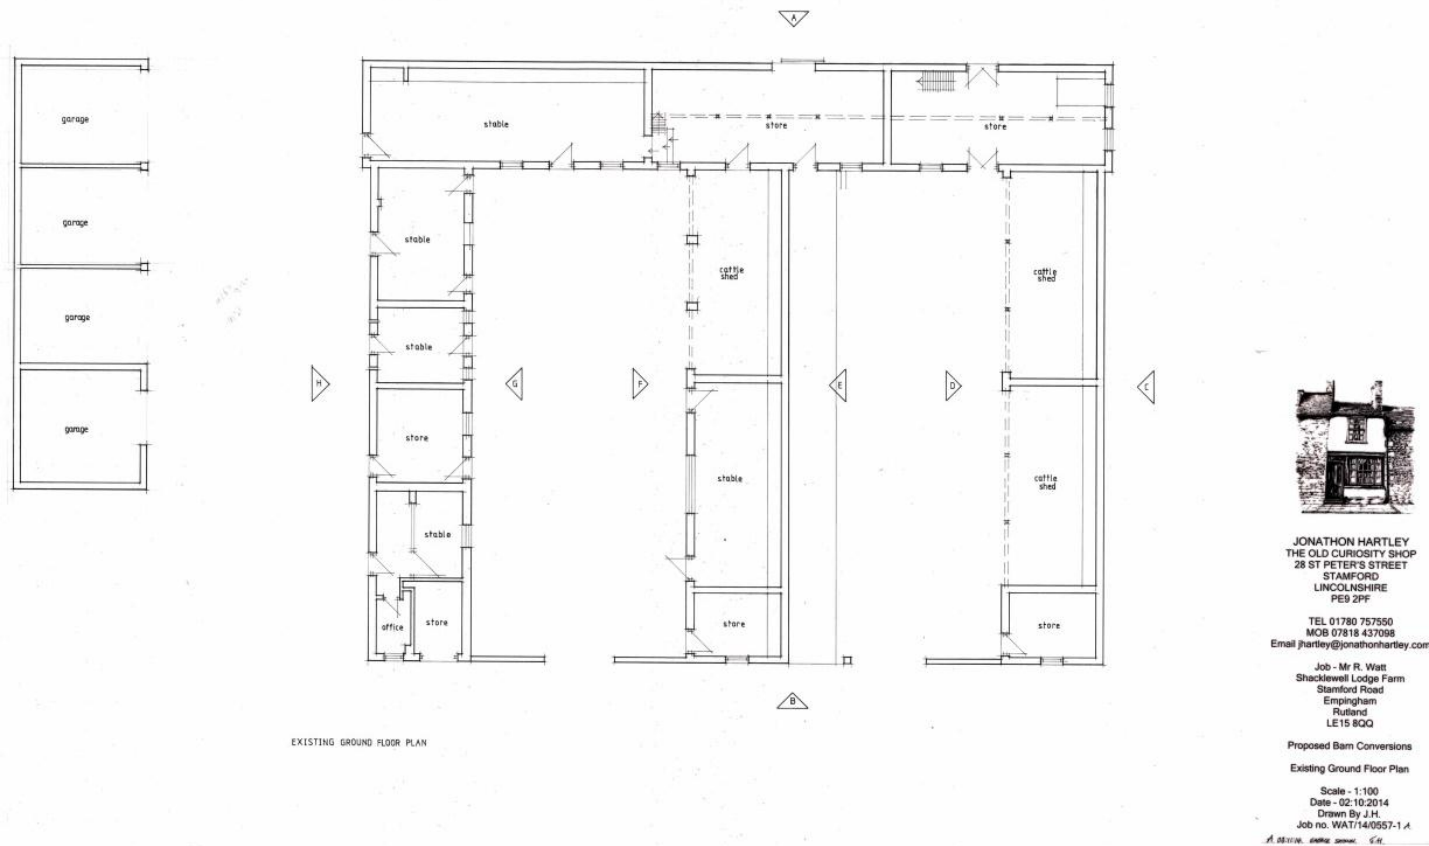 A
garage
stable
store
store
garage
stable
cattle
shed
cattle
shed
garage
stable
H
G
F
E
D
C
garage
store
stable
cattle
shed
stable
office
store
store
store
B
EXISTING GROUND FLOOR PLAN
JONATHON HARTLEY
THE OLD CURIOSITY SHOP
28 ST PETER'S STREET
STAMFORD
LINCOLNSHIRE
PE9 2PF
TEL 01780 757550
MOB 07818 437098
Email jhartley@jonathonhartley.com
Job - Mr R. Watt
Shacklewell Lodge Farm
Stamford Road
Empingham
Rutland
LE15 8QQ
Proposed Barn Conversions
Existing Ground Floor Plan
Scale - 1:100
Date - 02:10:2014
Drawn By J.H.
Job no. WAT/14/0557-1 A
A